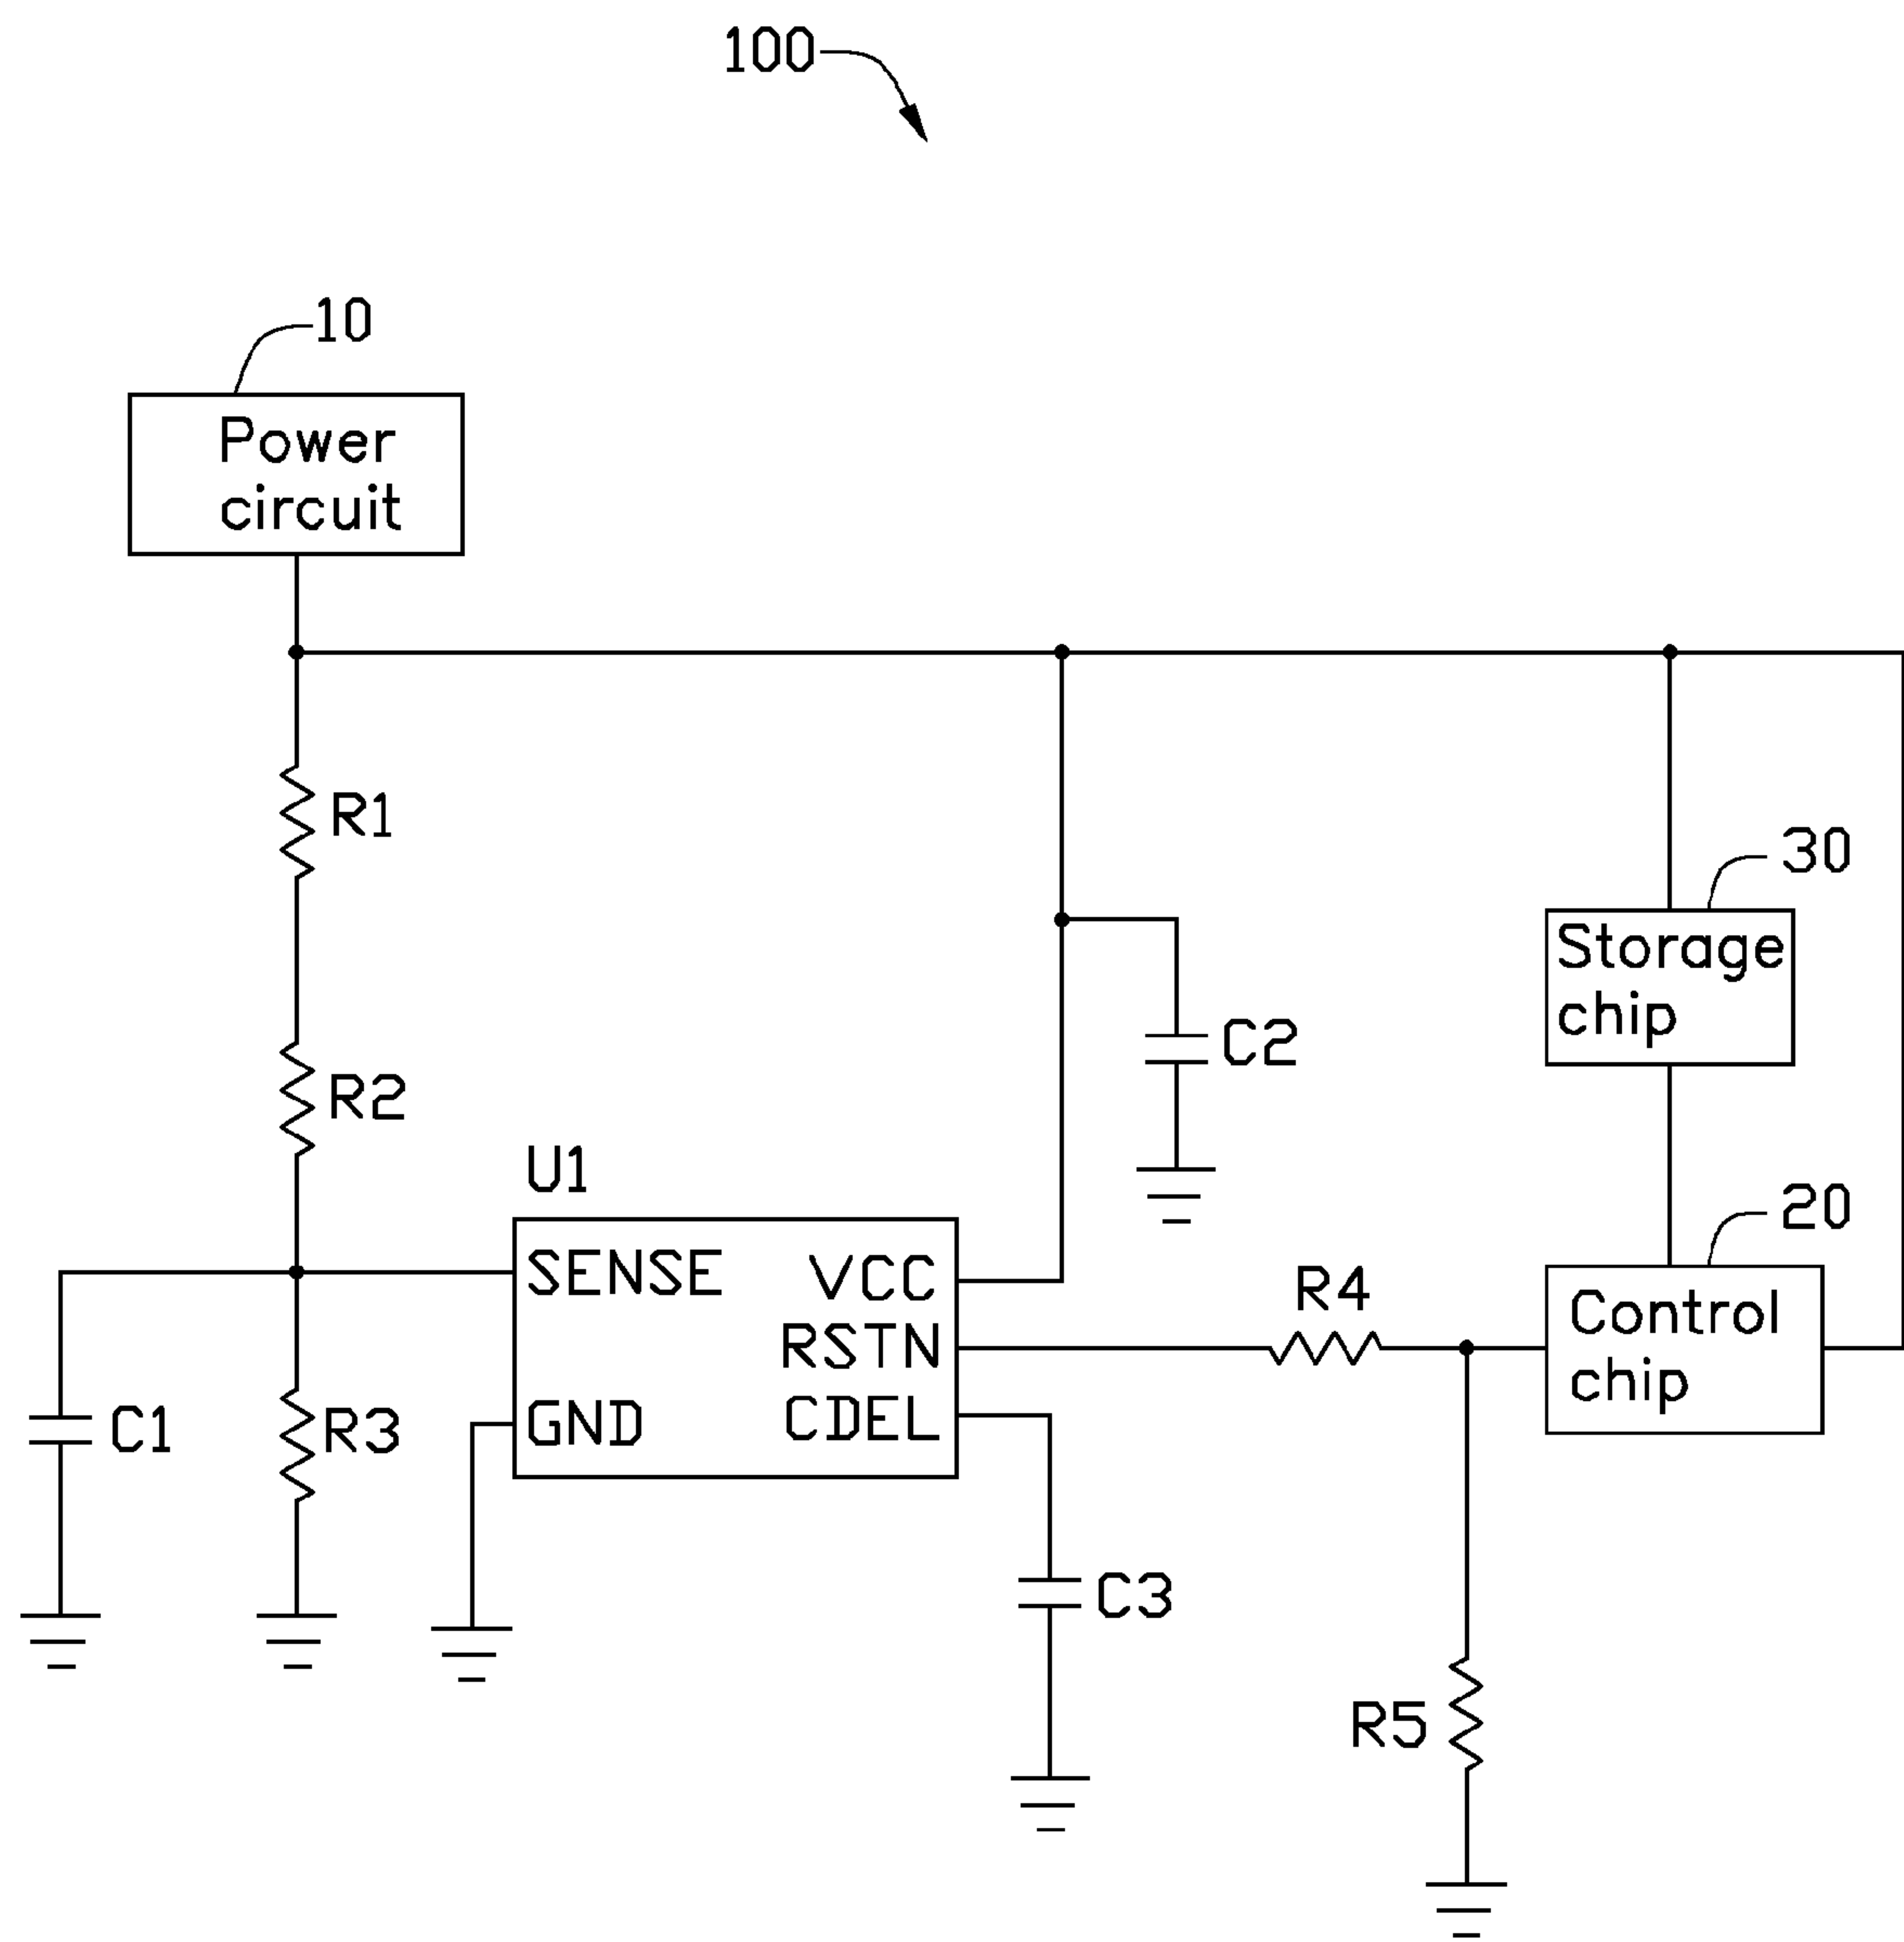 100
10
Power
circuit
R1
30
Storage
chip
C2
R2
U1
20
SENSE
VCC
R4
Control
chip
RSTN
C1
R3
GND
CDEL
C3
R5